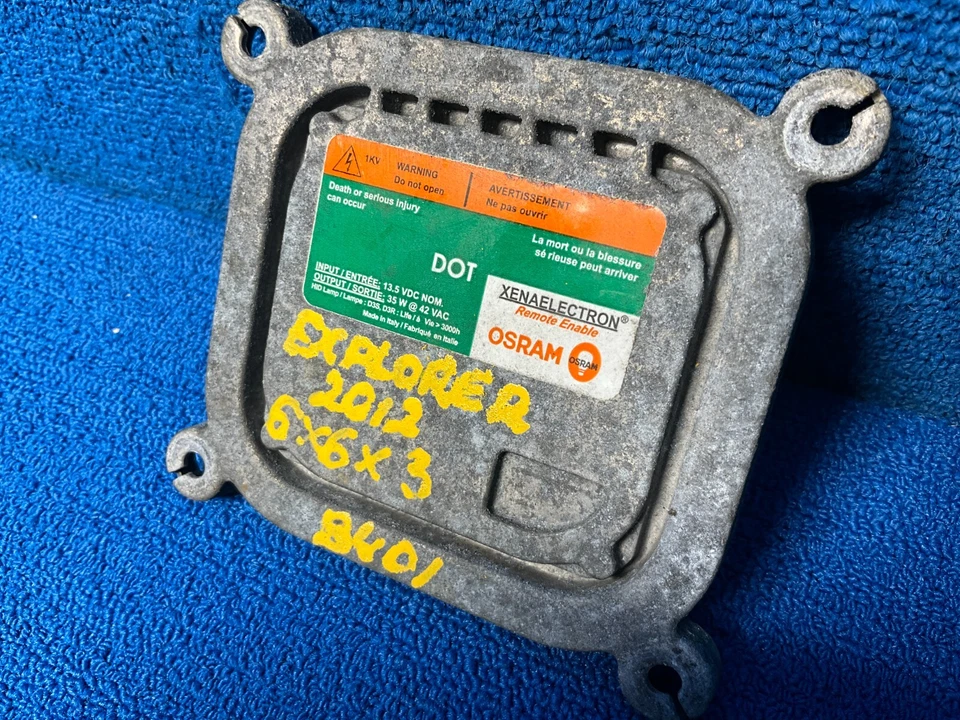 1KV
WARNING
Do not open
AVERTISSEMENT
Ne pas ouvrir
Death or serious injury
can occur
La mort ou la blessure
sé rieuse peut arriver
DOT
INPUT / ENTRÉE: 13.5 VDC NOM.
OUTPUT / SORTIE: 35 W @ 42 VAC
HID Lamp / Lampe : D3S, D3R : Life / à Vie > 3000h
Made in Italy / Fabriqué en Italie
XENAELECTRON®
Remote Enable
OSRAM
OSRAM
EXPLORER
2012
6x6x3
8401